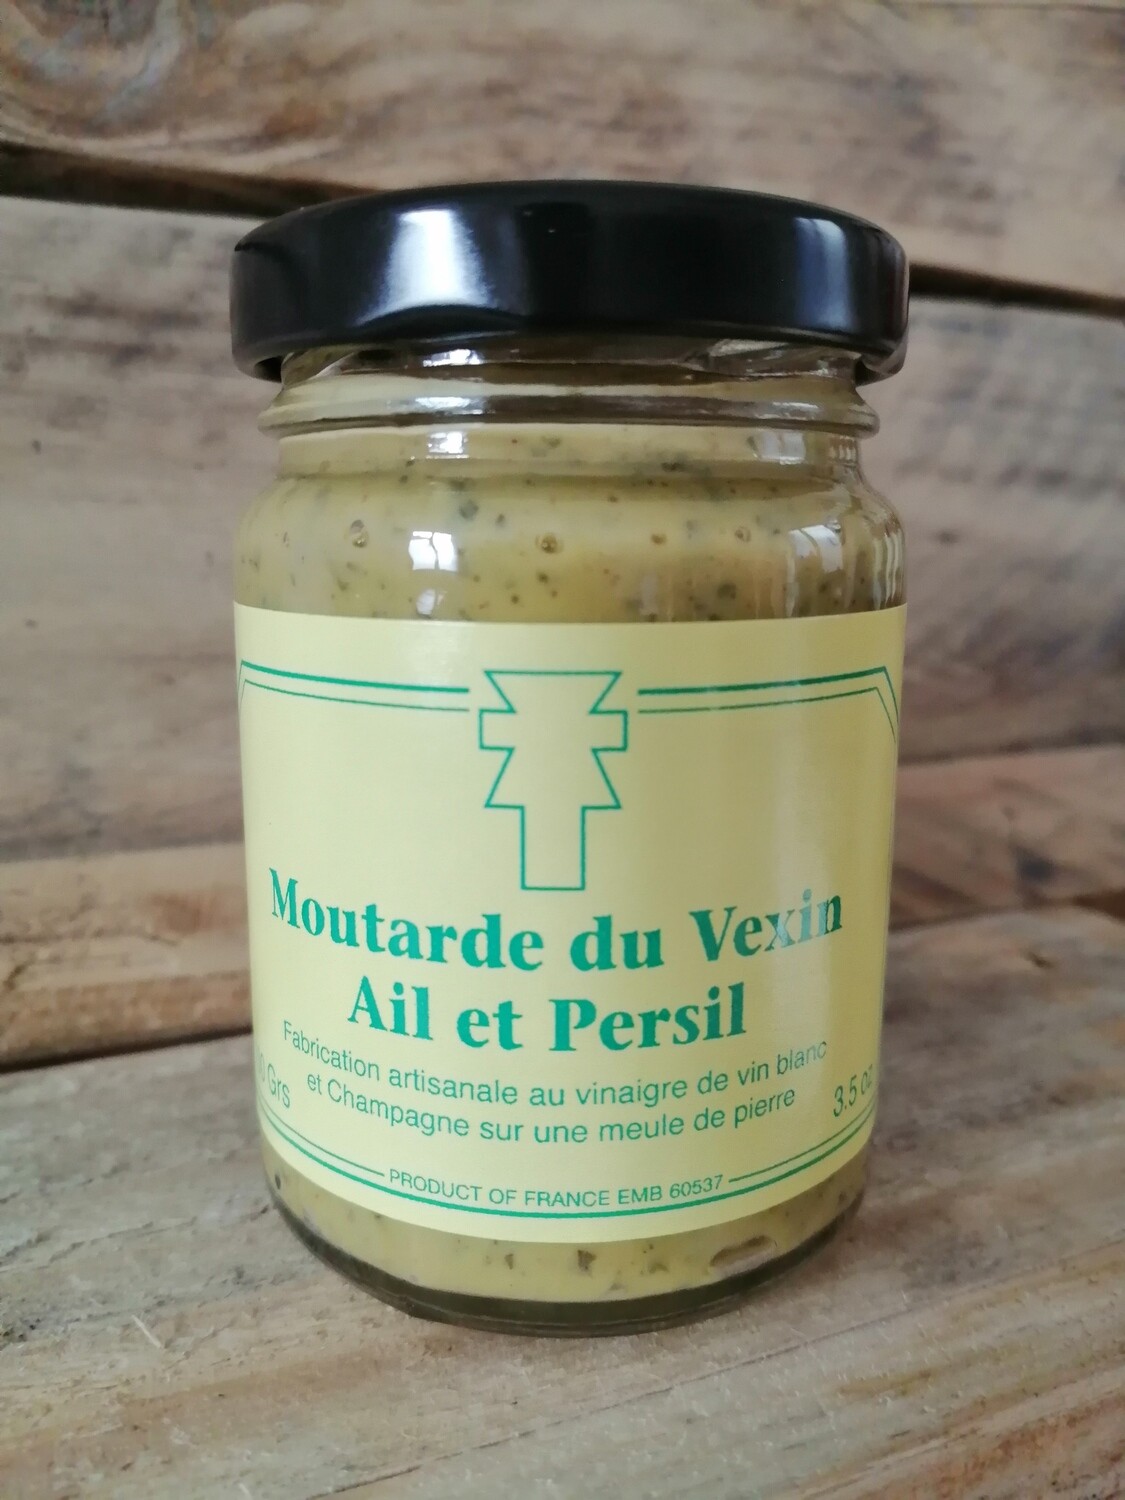 Moutarde du Vexin
Ail et Persil
Fabrication artisanale au vinaigre de vin blanc
et Champagne sur une meule de pierre
Grs
3.5 oz
PRODUCT OF FRANCE EMB 60537